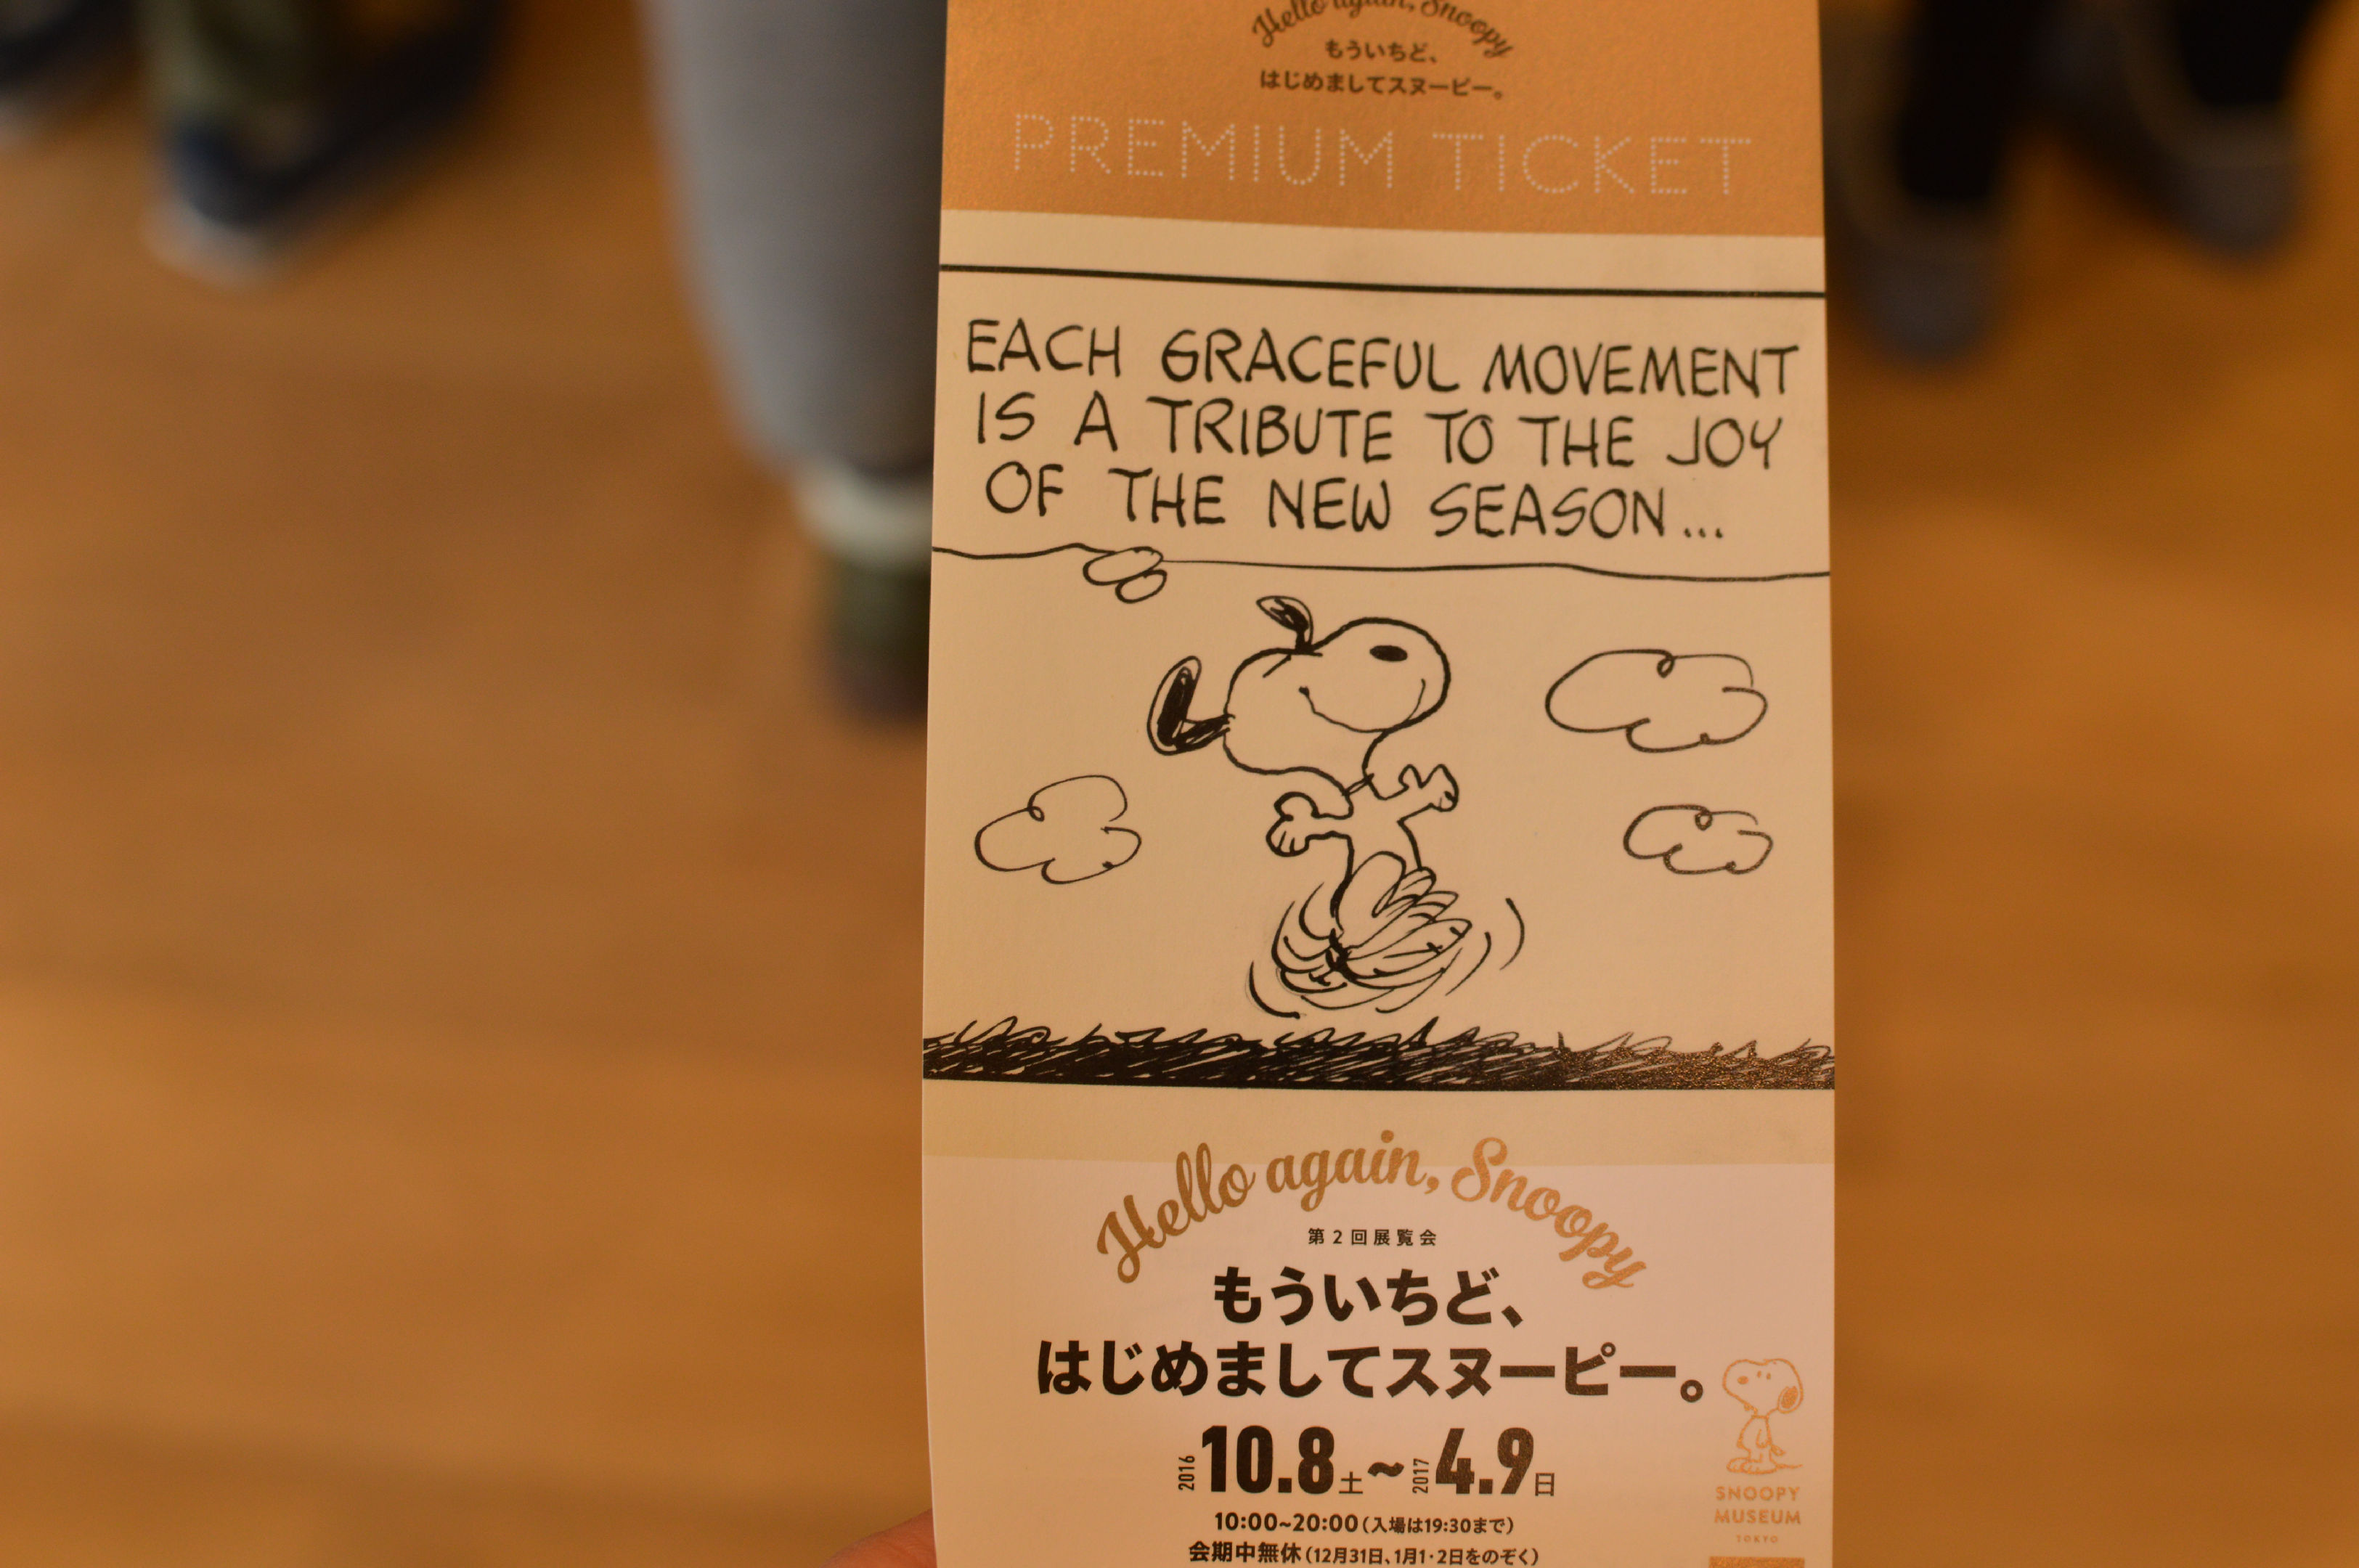 Hello again, Snoopy
もういちど、
はじめましてスヌーピー。
PREMIUM TICKET
EACH GRACEFUL MOVEMENT
IS A TRIBUTE TO THE JOY
OF THE NEW SEASON...
Hello again, Snoopy
第2回展覧会
もういちど、
はじめましてスヌーピー。
2016 10.8土~2017 4.9日
10:00~20:00(入場は19:30まで)
会期中無休(12月31日、1月1・2日をのぞく)
SNOOPY
MUSEUM
TOKYO